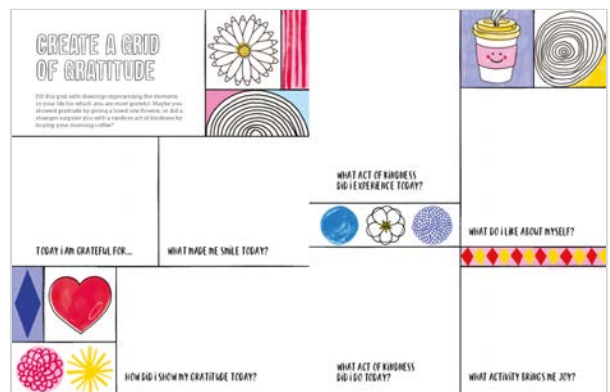 CREATE A GRID
OF GRATITUDE
Fill this grid with drawings representing the elements
in your life for which you are most grateful. Maybe you
showed gratitude by giving a loved one flowers, or did a
stranger surprise you with a random act of kindness by
buying your morning coffee?
TODAY I AM GRATEFUL FOR...
WHAT MADE ME SMILE TODAY?
HOW DID I SHOW MY GRATITUDE TODAY?
WHAT ACT OF KINDNESS
DID I EXPERIENCE TODAY?
WHAT DO I LIKE ABOUT MYSELF?
WHAT ACT OF KINDNESS
DID I DO TODAY?
WHAT ACTIVITY BRINGS ME JOY?